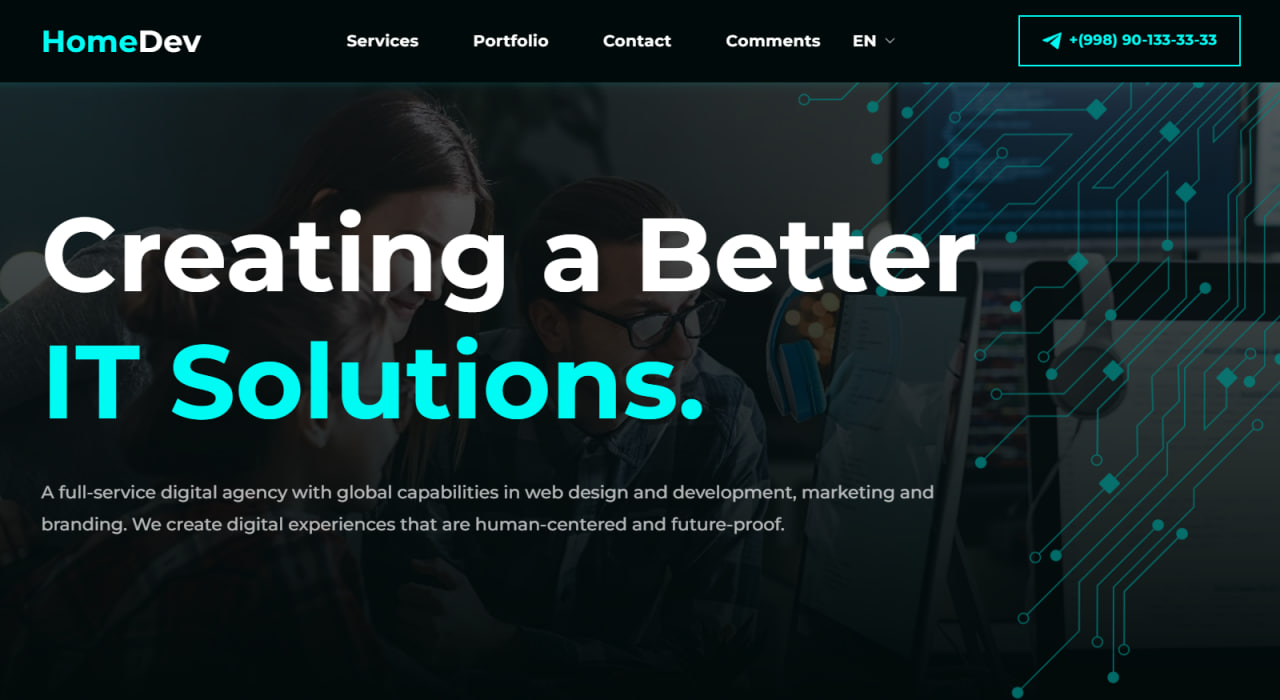 HomeDev
Services
Portfolio
Contact
Comments
EN
+(998) 90-133-33-33
Creating a Better
IT Solutions.
A full-service digital agency with global capabilities in web design and development, marketing and
branding. We create digital experiences that are human-centered and future-proof.